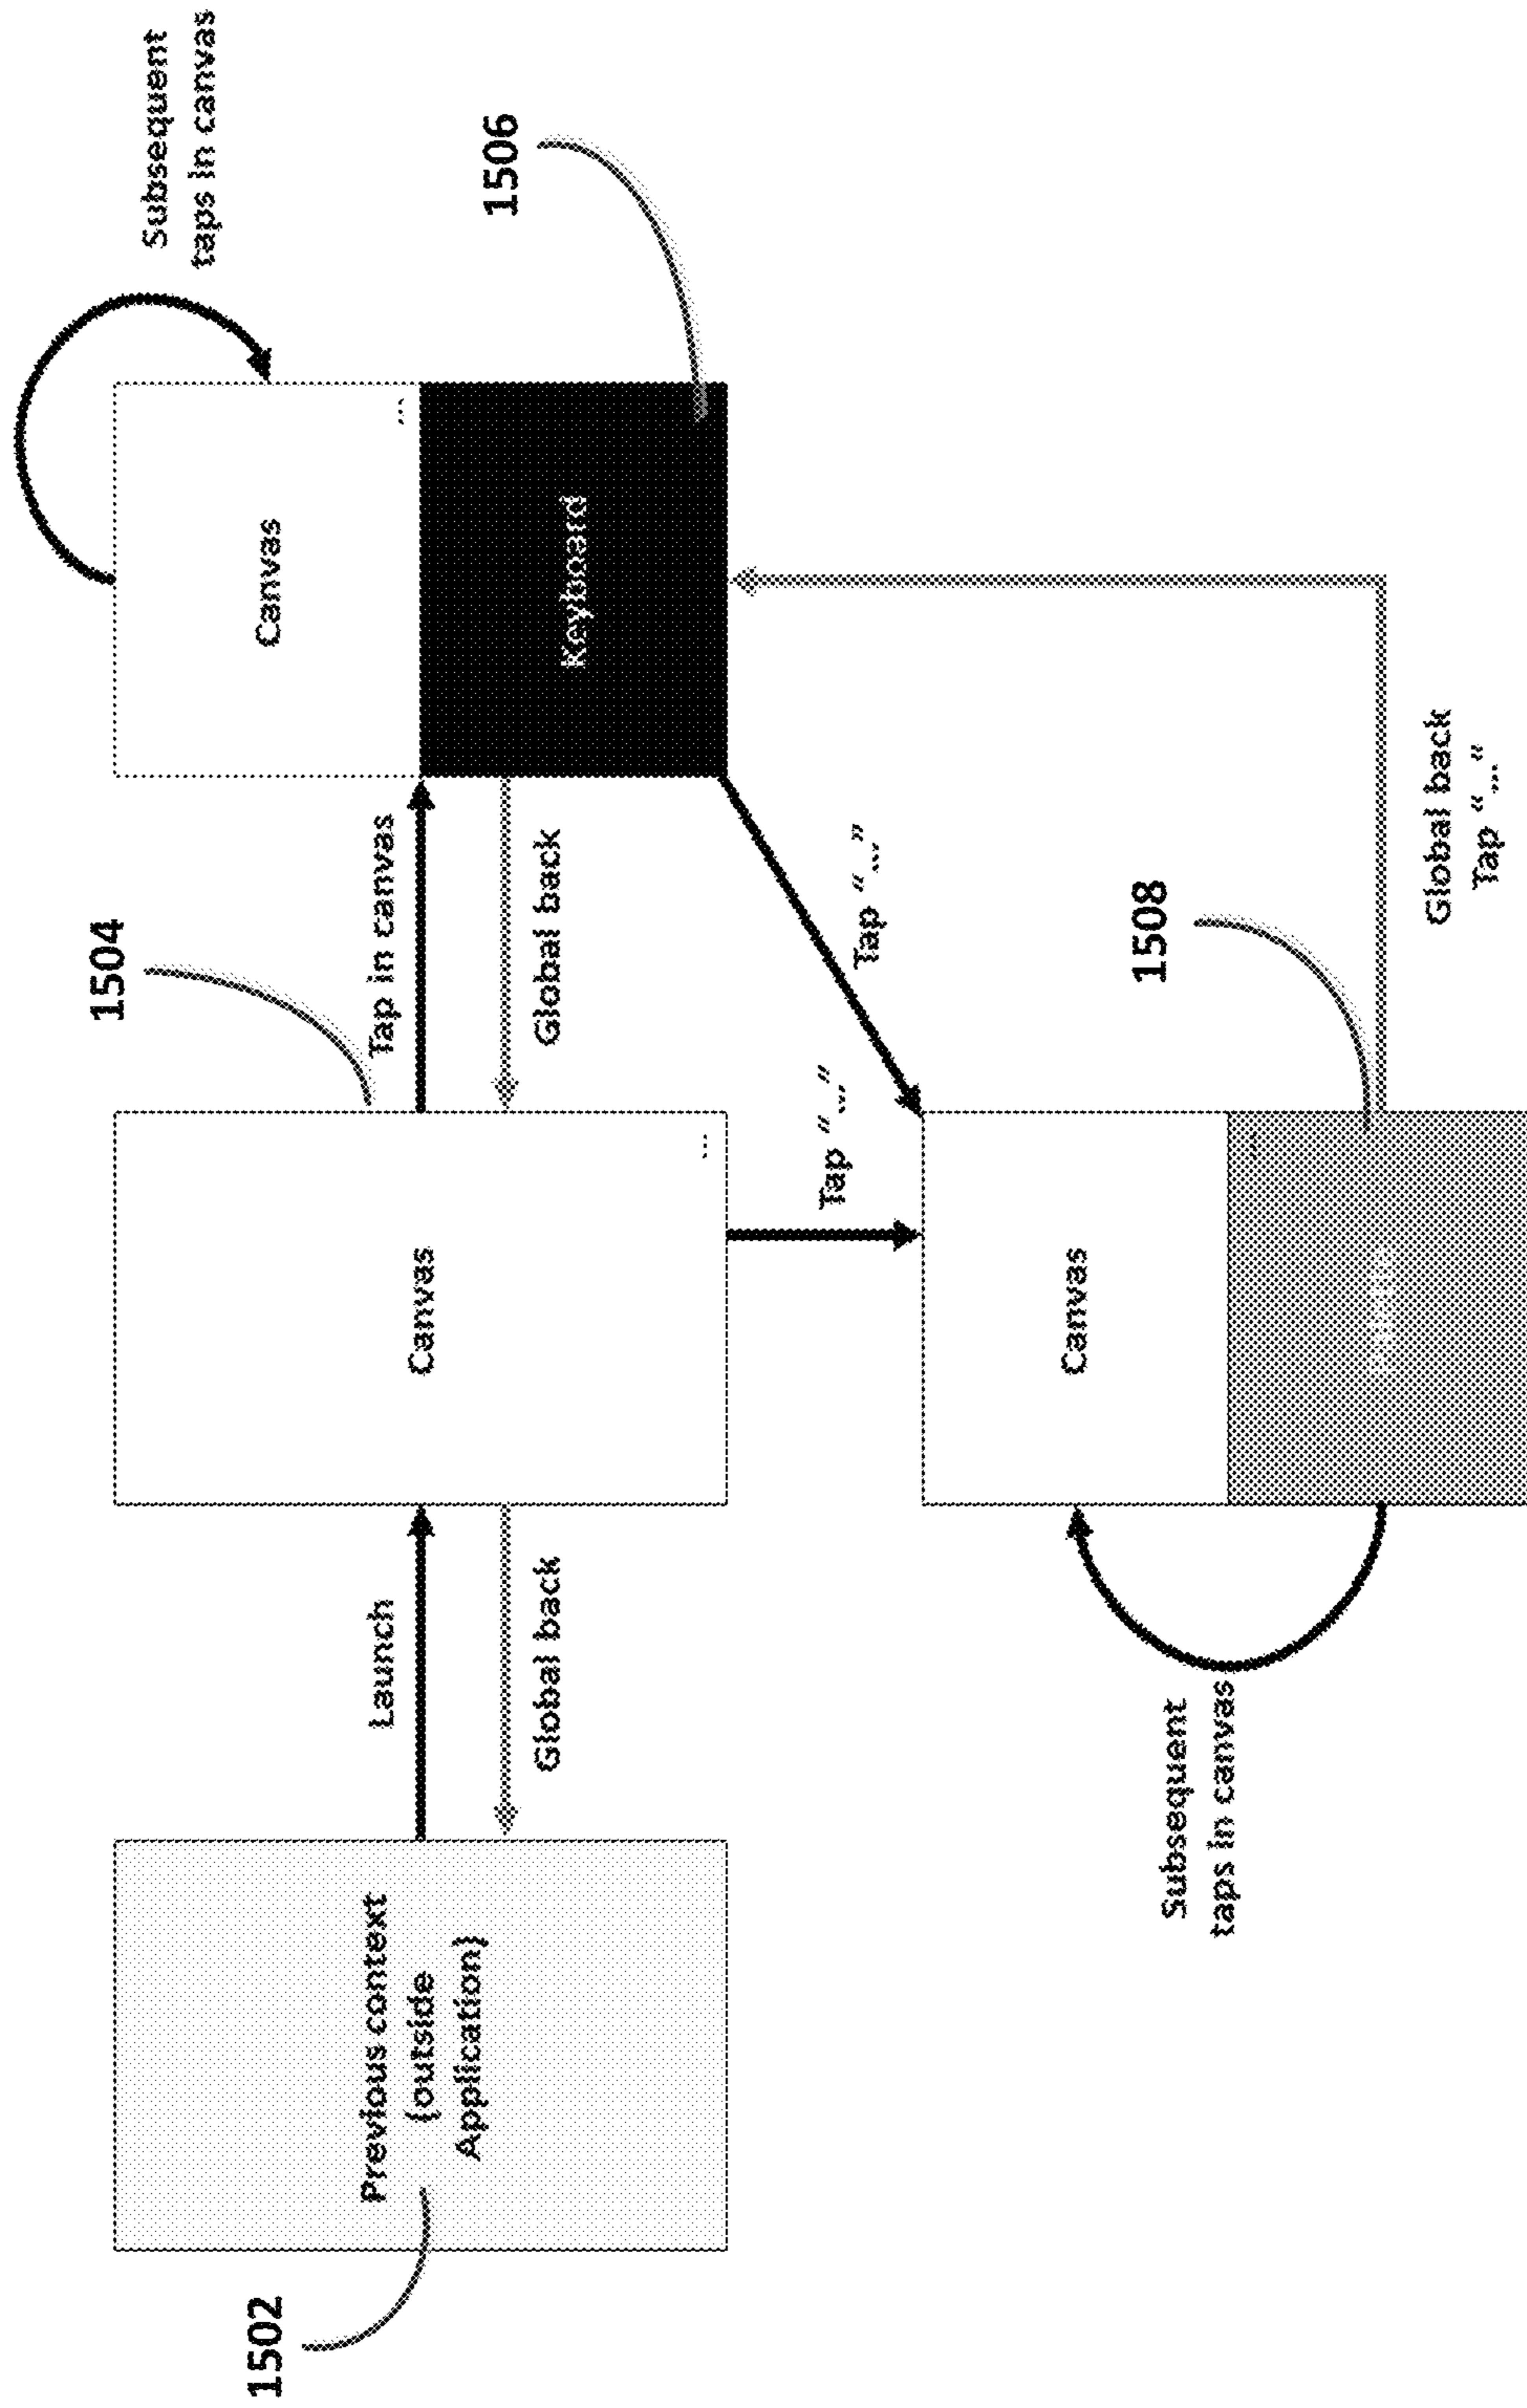 1502
Previous context
(outside
Application)
Launch
Global back
1504
Canvas
...
Tap in canvas
Global back
Subsequent
taps in canvas
1506
Canvas
...
Keyboard
Tap “...”
Tap “...”
Subsequent
taps in canvas
1508
Canvas
...
Global back
Tap “...”